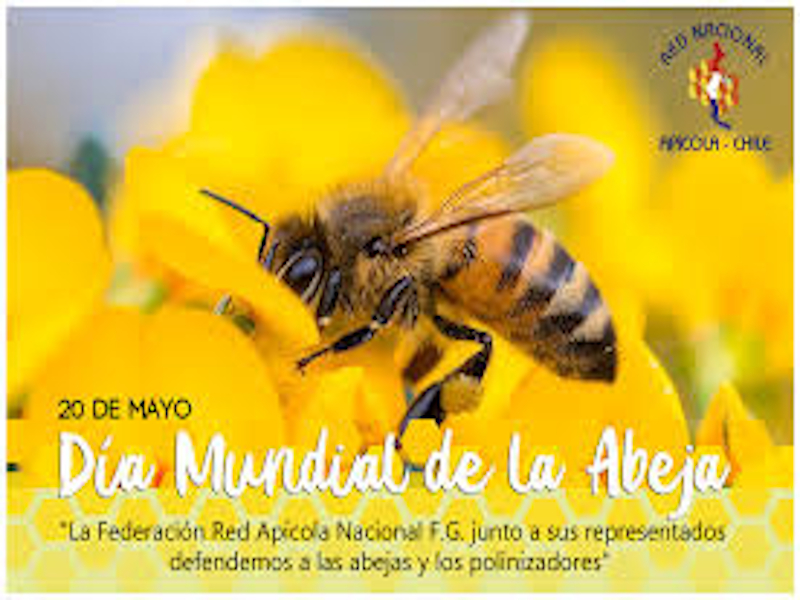 RED NACIONAL
APICOLA - CHILE
20 DE MAYO
Día Mundial de la Abeja
"La Federación Red Apícola Nacional F.G. junto a sus representados
defendemos a las abejas y los polinizadores"